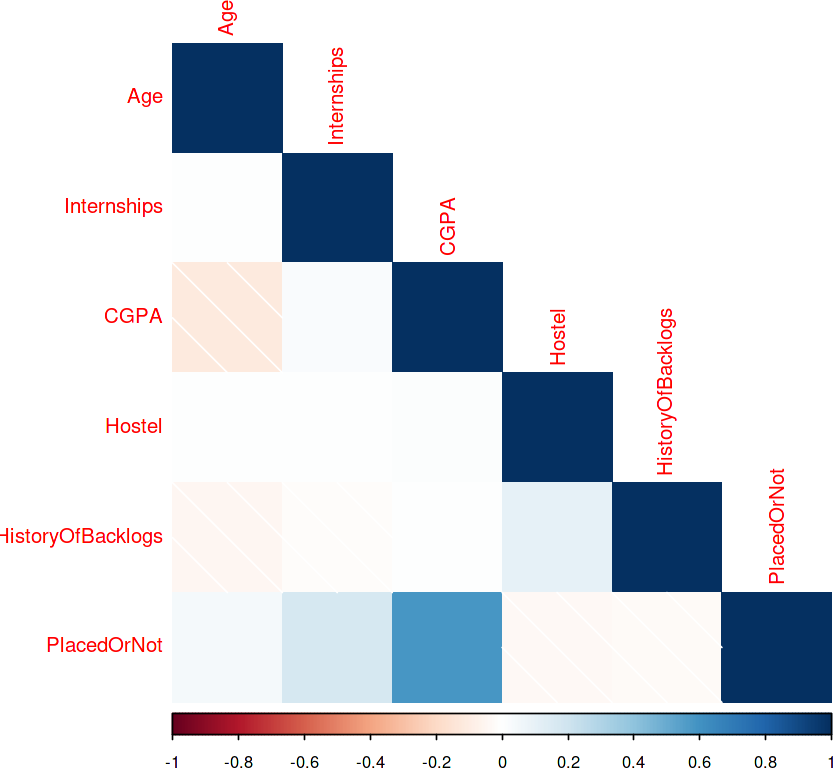 Age
Internships
CGPA
Hostel
HistoryOfBacklogs
PlacedOrNot
Age
Internships
CGPA
Hostel
HistoryOfBacklogs
PlacedOrNot
-1 -0.8 -0.6 -0.4 -0.2 0 0.2 0.4 0.6 0.8 1